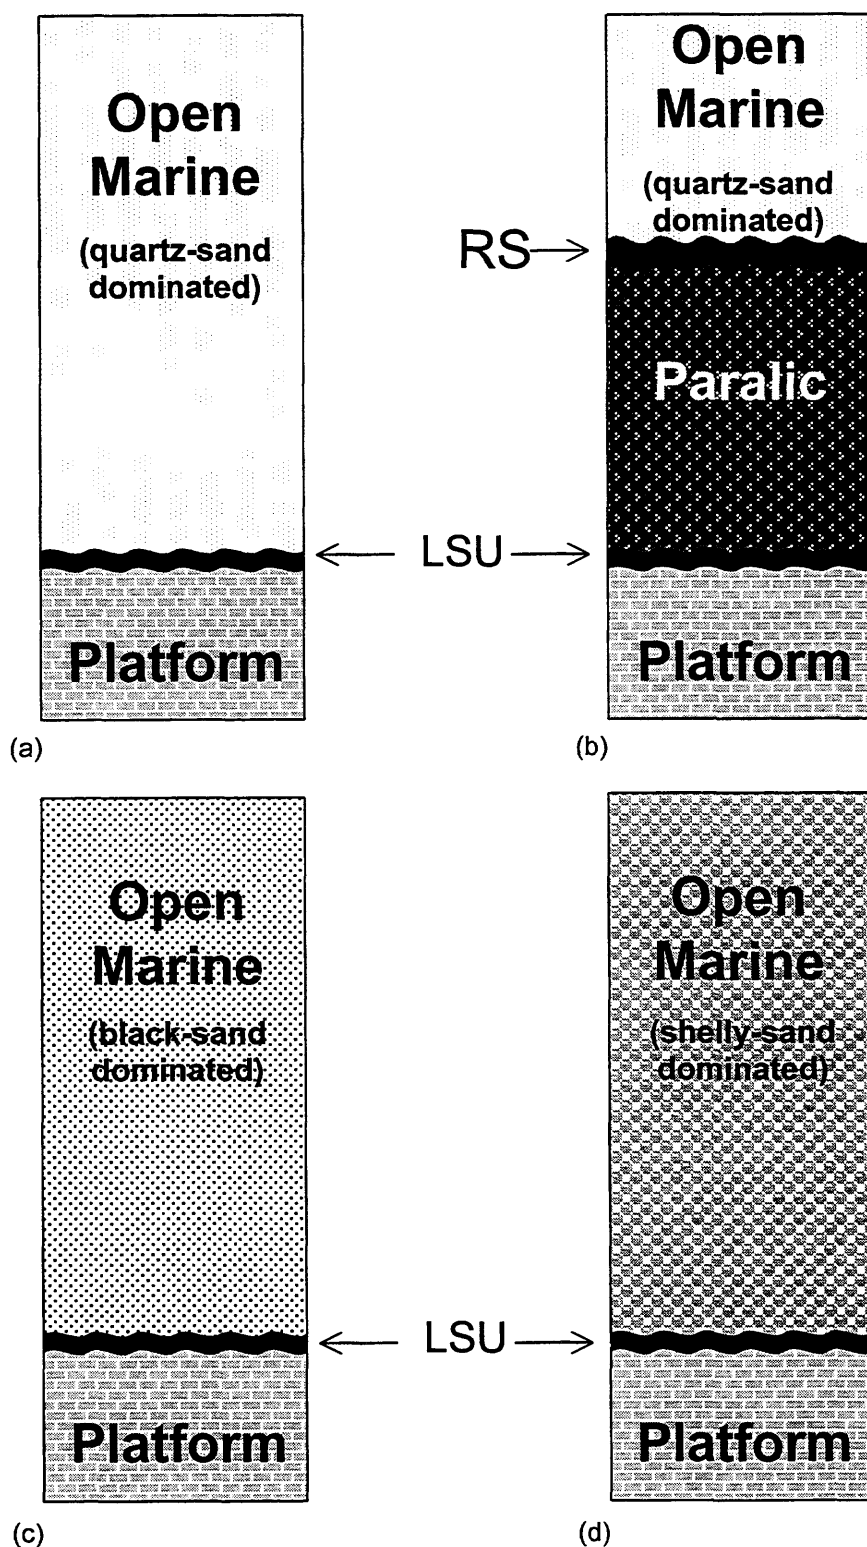 Open
Marine
(quartz-sand
dominated)
Platform
(a)
Open
Marine
(quartz-sand
dominated)
RS
Paralic
LSU
Platform
(b)
Open
Marine
(black-sand
dominated)
Platform
(c)
Open
Marine
(shelly-sand
dominated)
LSU
Platform
(d)